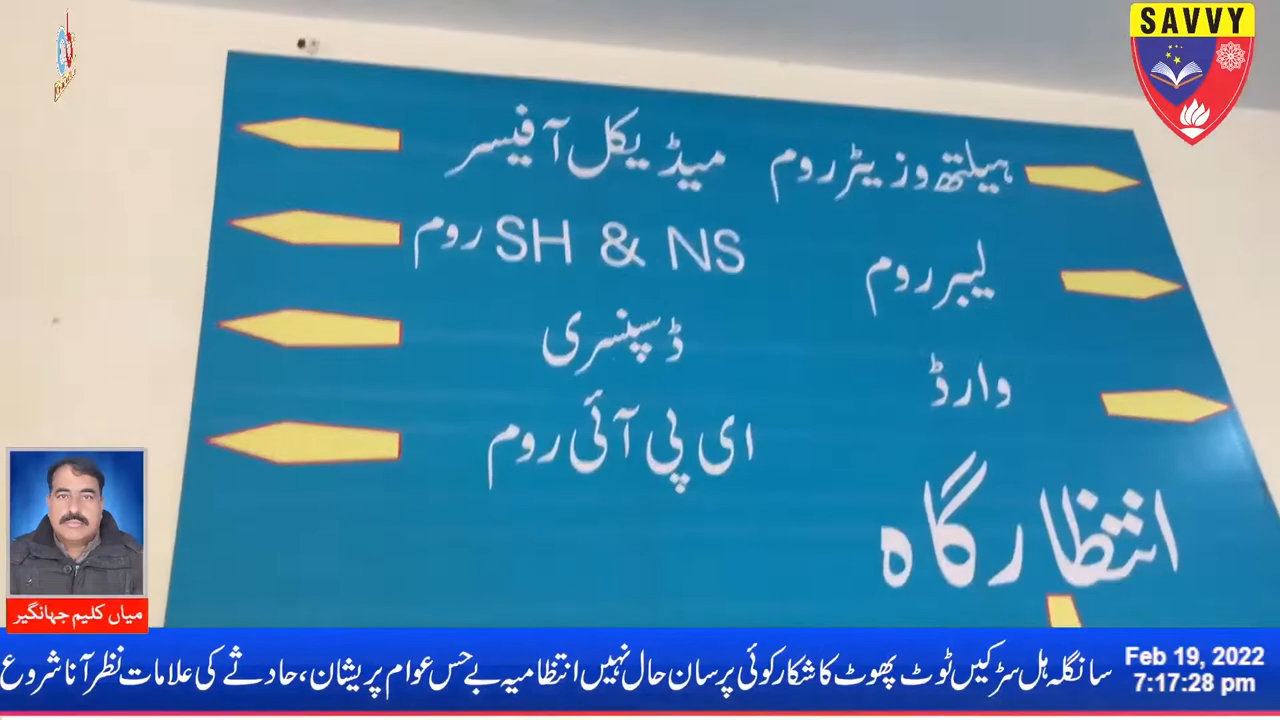 SAVVY
ہیلتھ وزیٹر روم
میڈیکل آفیسر
لیبر روم
SH & NS روم
وارڈ
ڈسپنسری
ای پی آئی روم
انتظار گاہ
میاں کلیم جہانگیر
سانگلہ ہل سڑکیں ٹوٹ پھوٹ کا شکار کوئی پرسان حال نہیں انتظامیہ بے حس عوام پریشان، حادثے کی علامات نظر آنا شروع
Feb 19, 2022
7:17:28 pm